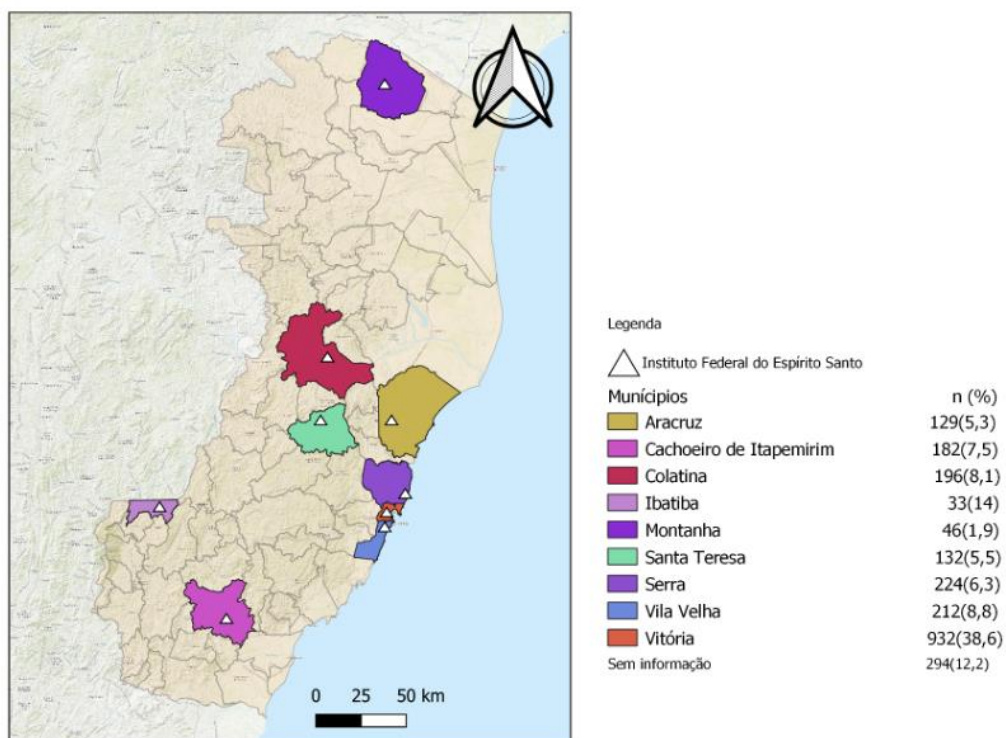 0 25 50 km
Legenda
Instituto Federal do Espírito Santo
Munícipios n (%)
Aracruz 129(5,3)
Cachoeiro de Itapemirim 182(7,5)
Colatina 196(8,1)
Ibatiba 33(14)
Montanha 46(1,9)
Santa Teresa 132(5,5)
Serra 224(6,3)
Vila Velha 212(8,8)
Vitória 932(38,6)
Sem informação 294(12,2)